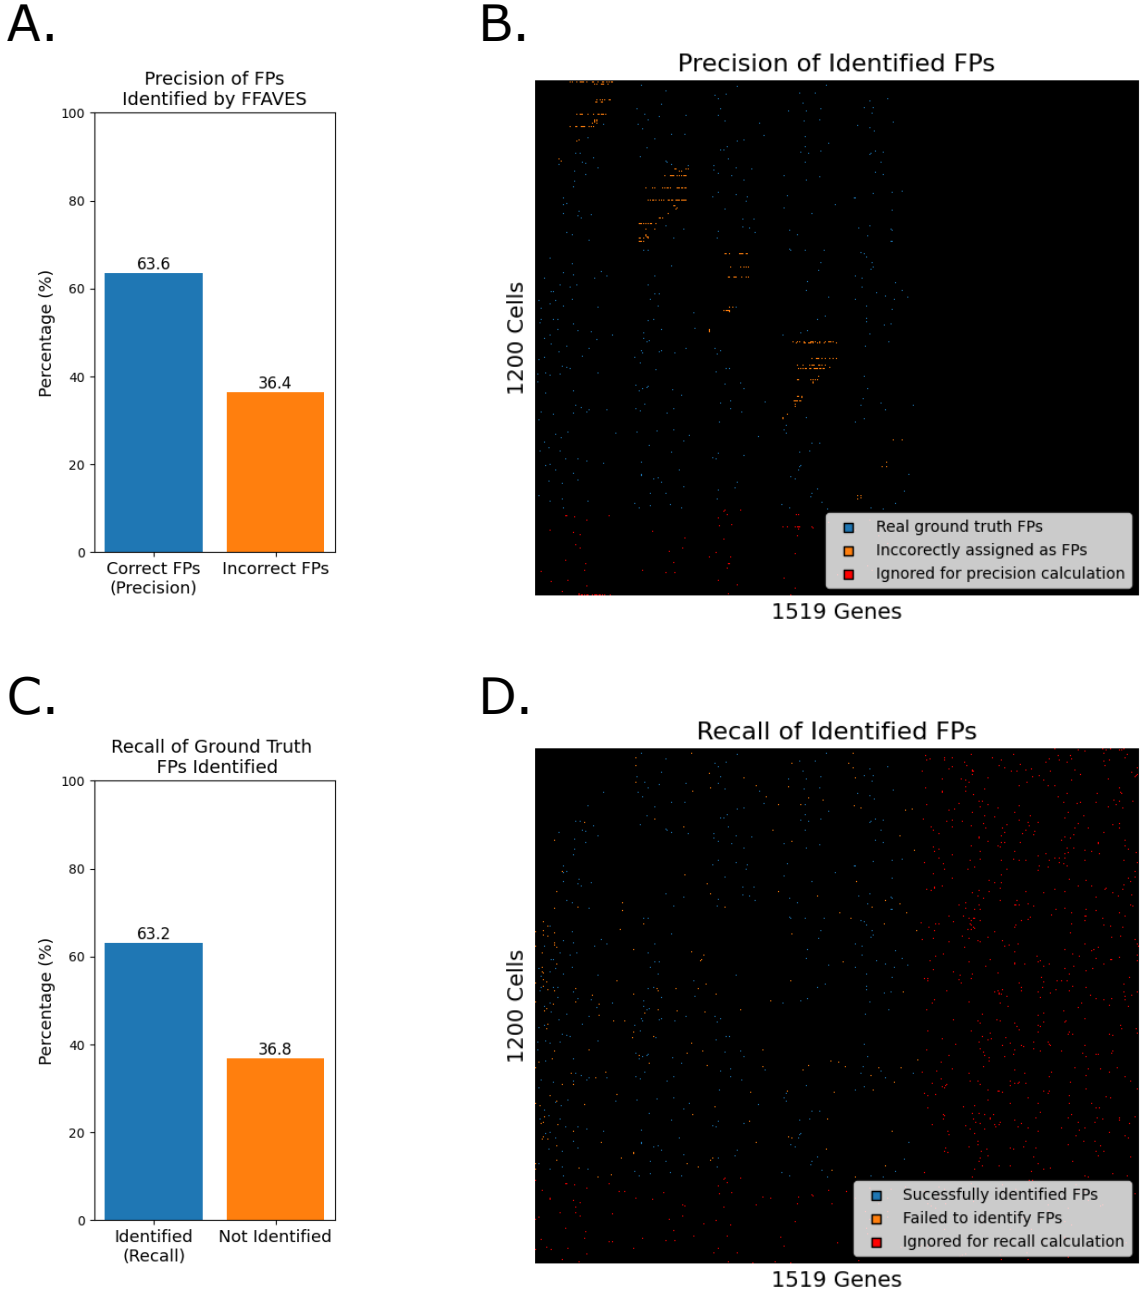 A.
Precision of FPs
Identified by FFAVES
100
80
60
40
20
0
Percentage (%)
63.6
36.4
Correct FPs
(Precision)
Incorrect FPs
B.
Precision of Identified FPs
1200 Cells
Real ground truth FPs
Inccorectly assigned as FPs
Ignored for precision calculation
1519 Genes
C.
Recall of Ground Truth
FPs Identified
100
80
60
40
20
0
Percentage (%)
63.2
36.8
Identified
(Recall)
Not Identified
D.
Recall of Identified FPs
1200 Cells
Sucessfully identified FPs
Failed to identify FPs
Ignored for recall calculation
1519 Genes